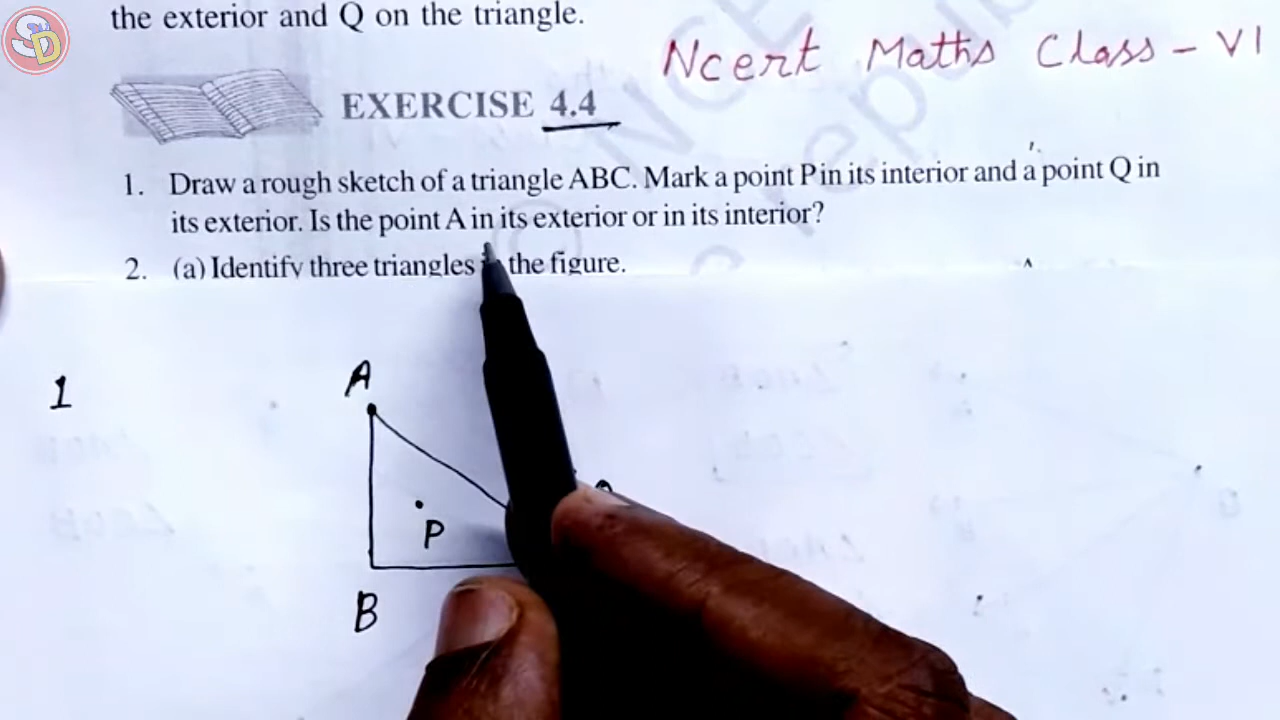 SD
the exterior and Q on the triangle.
Ncert Maths Class - VI
EXERCISE 4.4
1. Draw a rough sketch of a triangle ABC. Mark a point P in its interior and a point Q in
its exterior. Is the point A in its exterior or in its interior?
2. (a) Identify three triangles the figure.
1
A
P
B